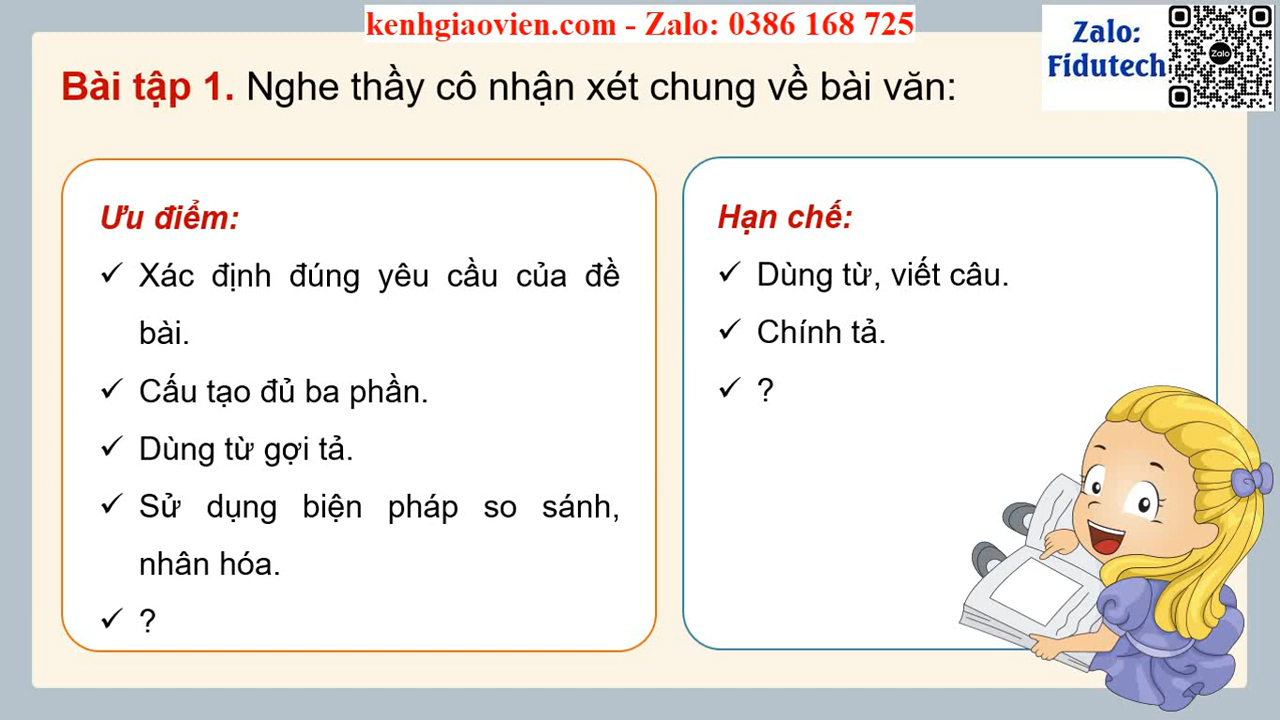 kenhgiaovien.com - Zalo: 0386 168 725
Zalo:
Fidutech
Zalo
Bài tập 1. Nghe thầy cô nhận xét chung về bài văn:
Ưu điểm:
✓ Xác định đúng yêu cầu của đề
bài.
✓ Cấu tạo đủ ba phần.
✓ Dùng từ gợi tả.
✓ Sử dụng biện pháp so sánh,
nhân hóa.
✓ ?
Hạn chế:
✓ Dùng từ, viết câu.
✓ Chính tả.
✓ ?